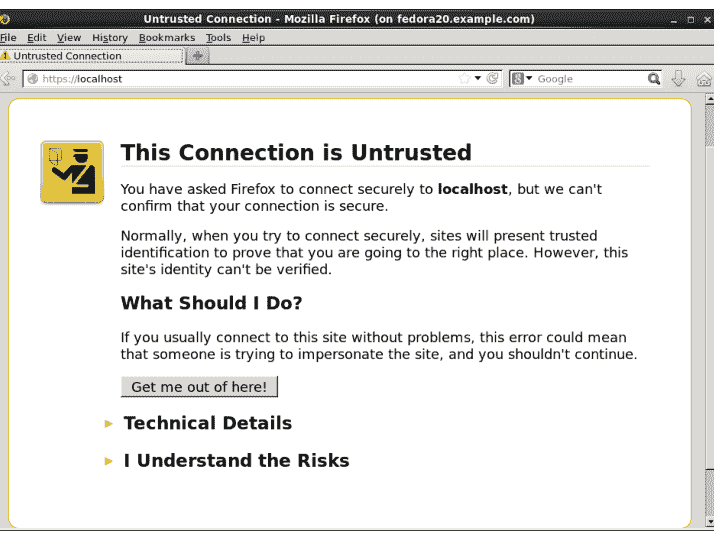 Untrusted Connection - Mozilla Firefox (on fedora20.example.com)
File Edit View History Bookmarks Tools Help
Untrusted Connection
https://localhost
Google
This Connection is Untrusted
You have asked Firefox to connect securely to localhost, but we can't
confirm that your connection is secure.
Normally, when you try to connect securely, sites will present trusted
identification to prove that you are going to the right place. However, this
site's identity can't be verified.
What Should I Do?
If you usually connect to this site without problems, this error could mean
that someone is trying to impersonate the site, and you shouldn't continue.
Get me out of here!
Technical Details
I Understand the Risks